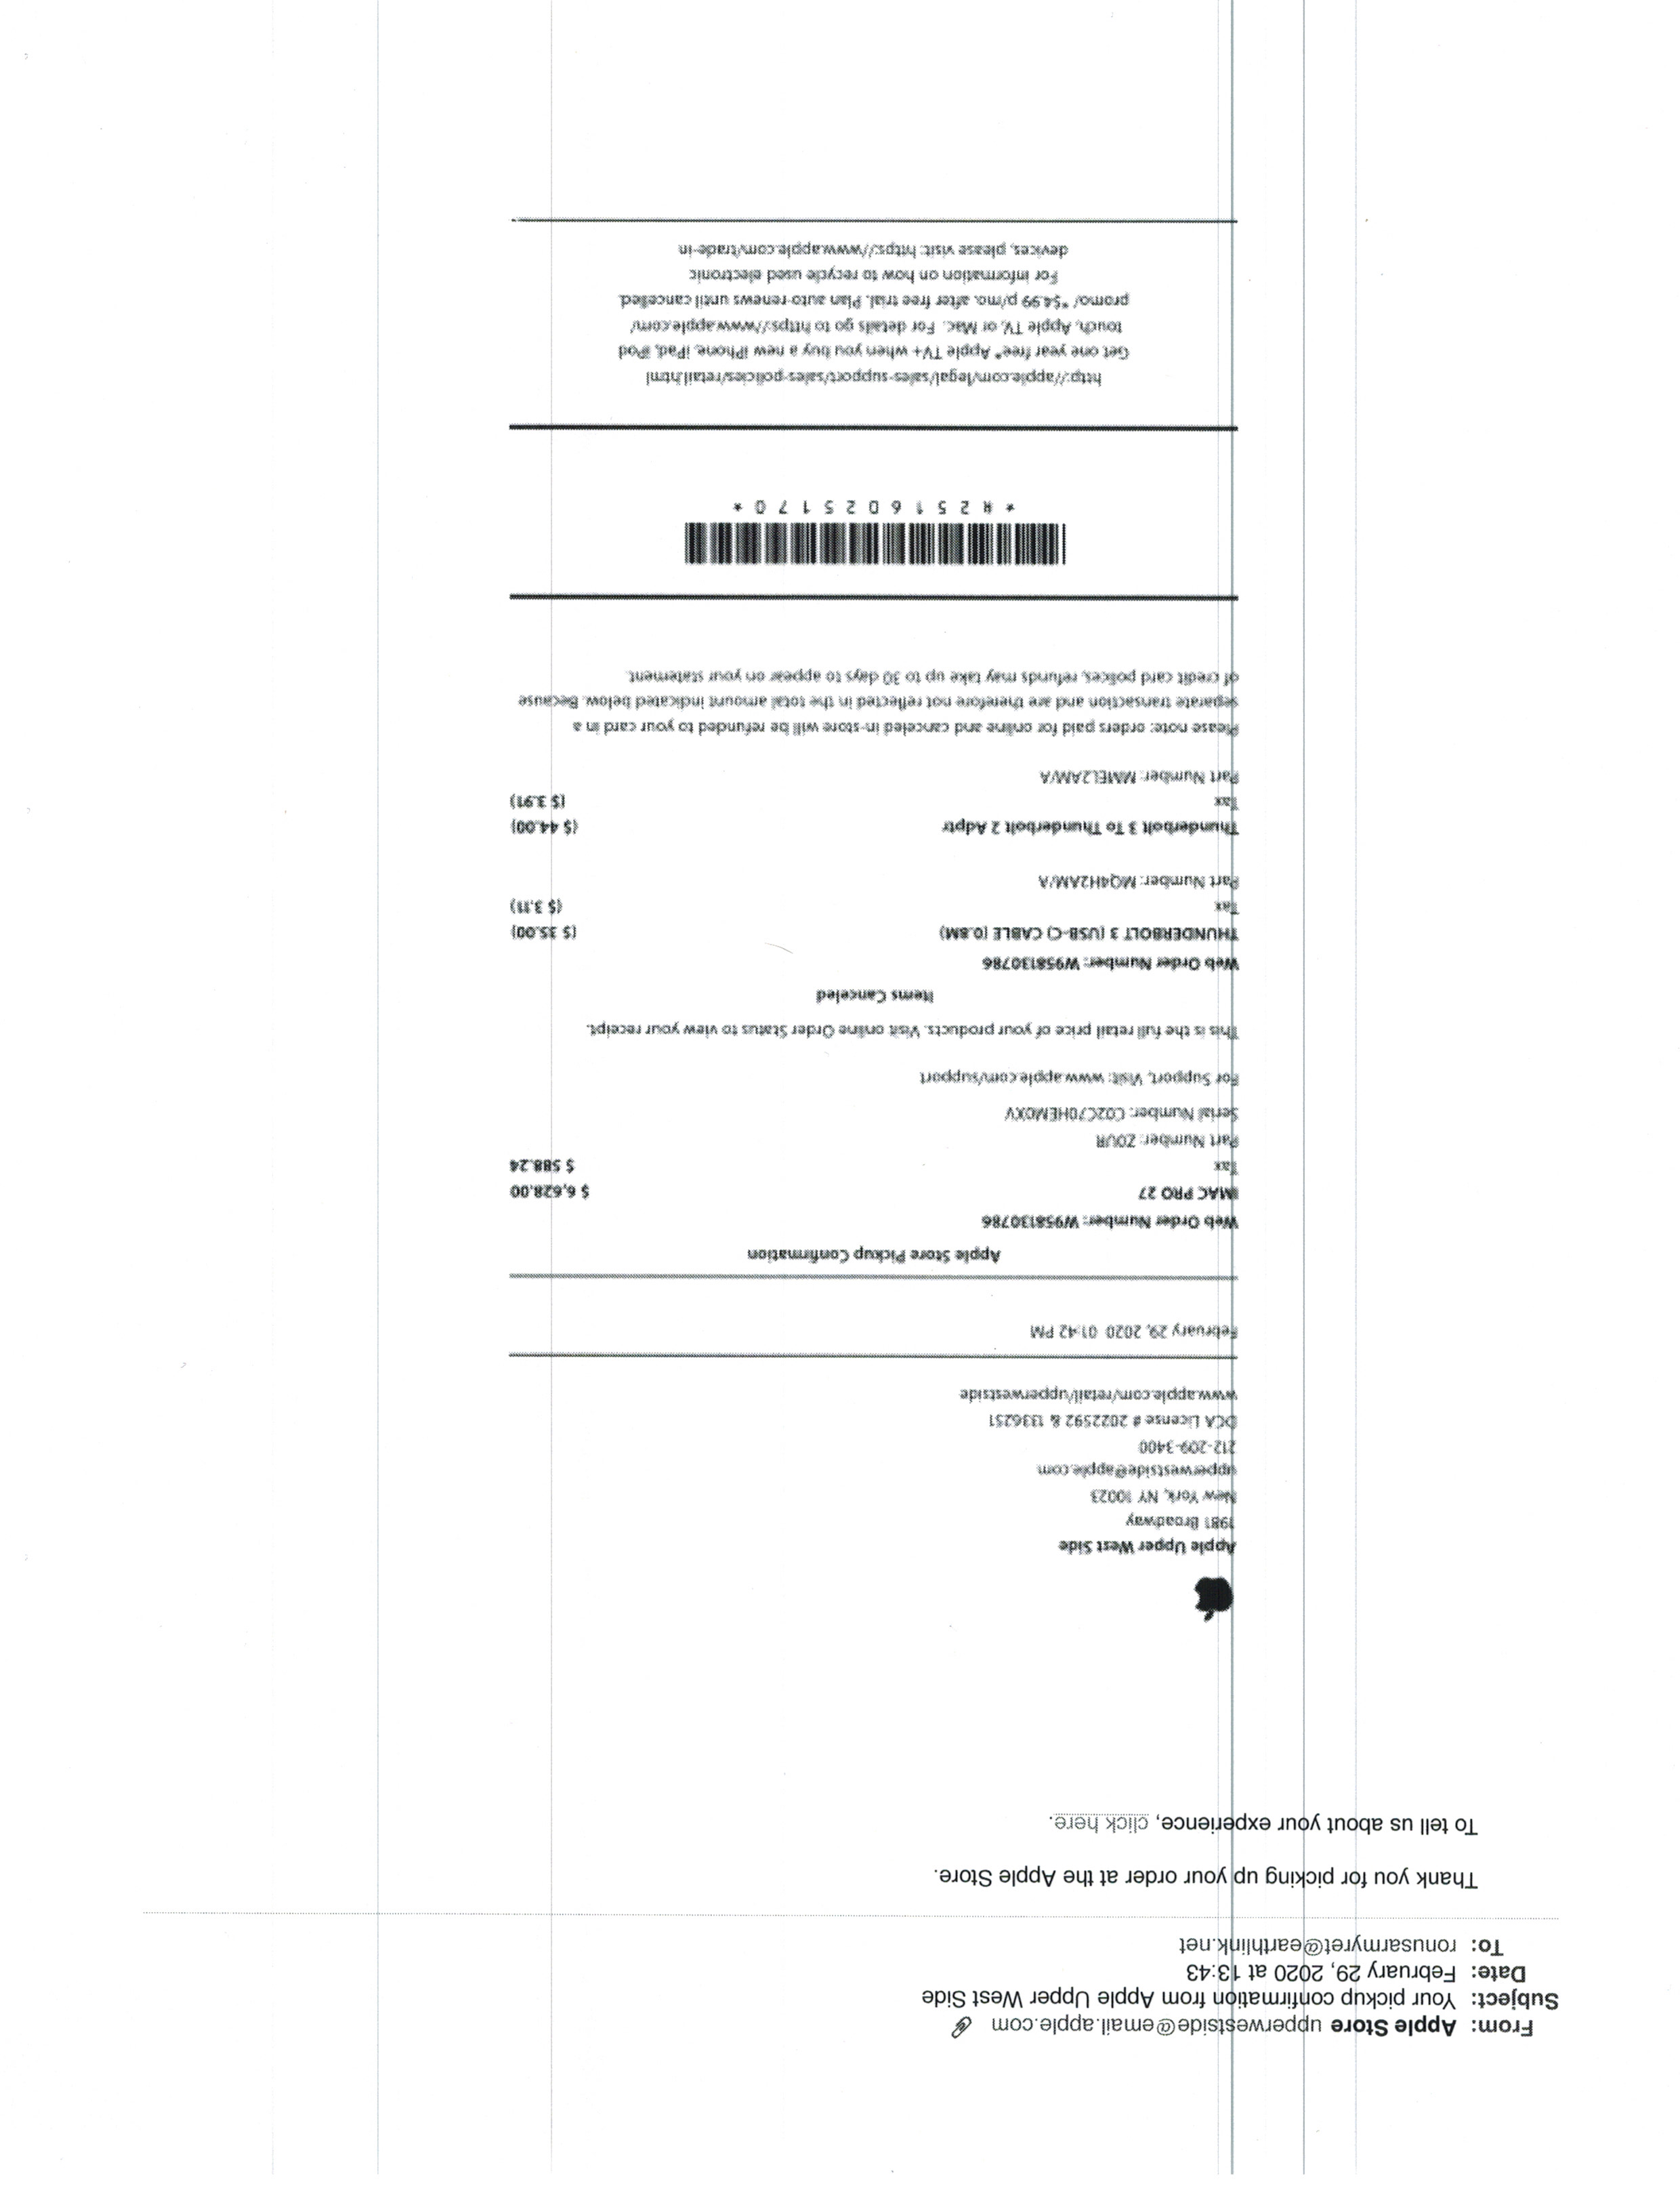 From: Apple Store upperwestside@email.apple.com
Subject: Your pickup confirmation from Apple Upper West Side
Date: February 29, 2020 at 13:43
To: ronusarmyret@earthlink.net
Thank you for picking up your order at the Apple Store.
To tell us about your experience, click here.
Apple Upper West Side
1981 Broadway
New York, NY 10023
upperwestside@apple.com
212-209-3400
DCA License # 2022592 & 1336251
www.apple.com/retail/upperwestside
February 29, 2020 01:42 PM
Apple Store Pickup Confirmation
Web Order Number: W958130786
IMAC PRO 27 $ 6,628.00
Tax $ 588.24
Part Number: Z0UR
Serial Number: C02C70HEM0XV
For Support, Visit: www.apple.com/support
This is the full retail price of your products. Visit online Order Status to view your receipt.
Items Canceled
Web Order Number: W958130786
THUNDERBOLT 3 (USB-C) CABLE (0.8M) ($ 35.00)
Tax ($ 3.11)
Part Number: MQ4H2AM/A
Thunderbolt 3 To Thunderbolt 2 Adptr ($ 44.00)
Tax ($ 3.91)
Part Number: MMEL2AM/A
Please note: orders paid for online and canceled in-store will be refunded to your card in a
separate transaction and are therefore not reflected in the total amount indicated below. Because
of credit card polices, refunds may take up to 30 days to appear on your statement.
* R 2 5 1 6 0 2 5 1 7 0 *
http://apple.com/legal/sales-support/sales-policies/retail.html
Get one year free* Apple TV+ when you buy a new iPhone, iPad, iPod
touch, Apple TV, or Mac. For details go to https://www.apple.com/
promo/ *$4.99 p/mo. after free trial. Plan auto-renews until cancelled.
For information on how to recycle used electronic
devices, please visit: https://www.apple.com/trade-in